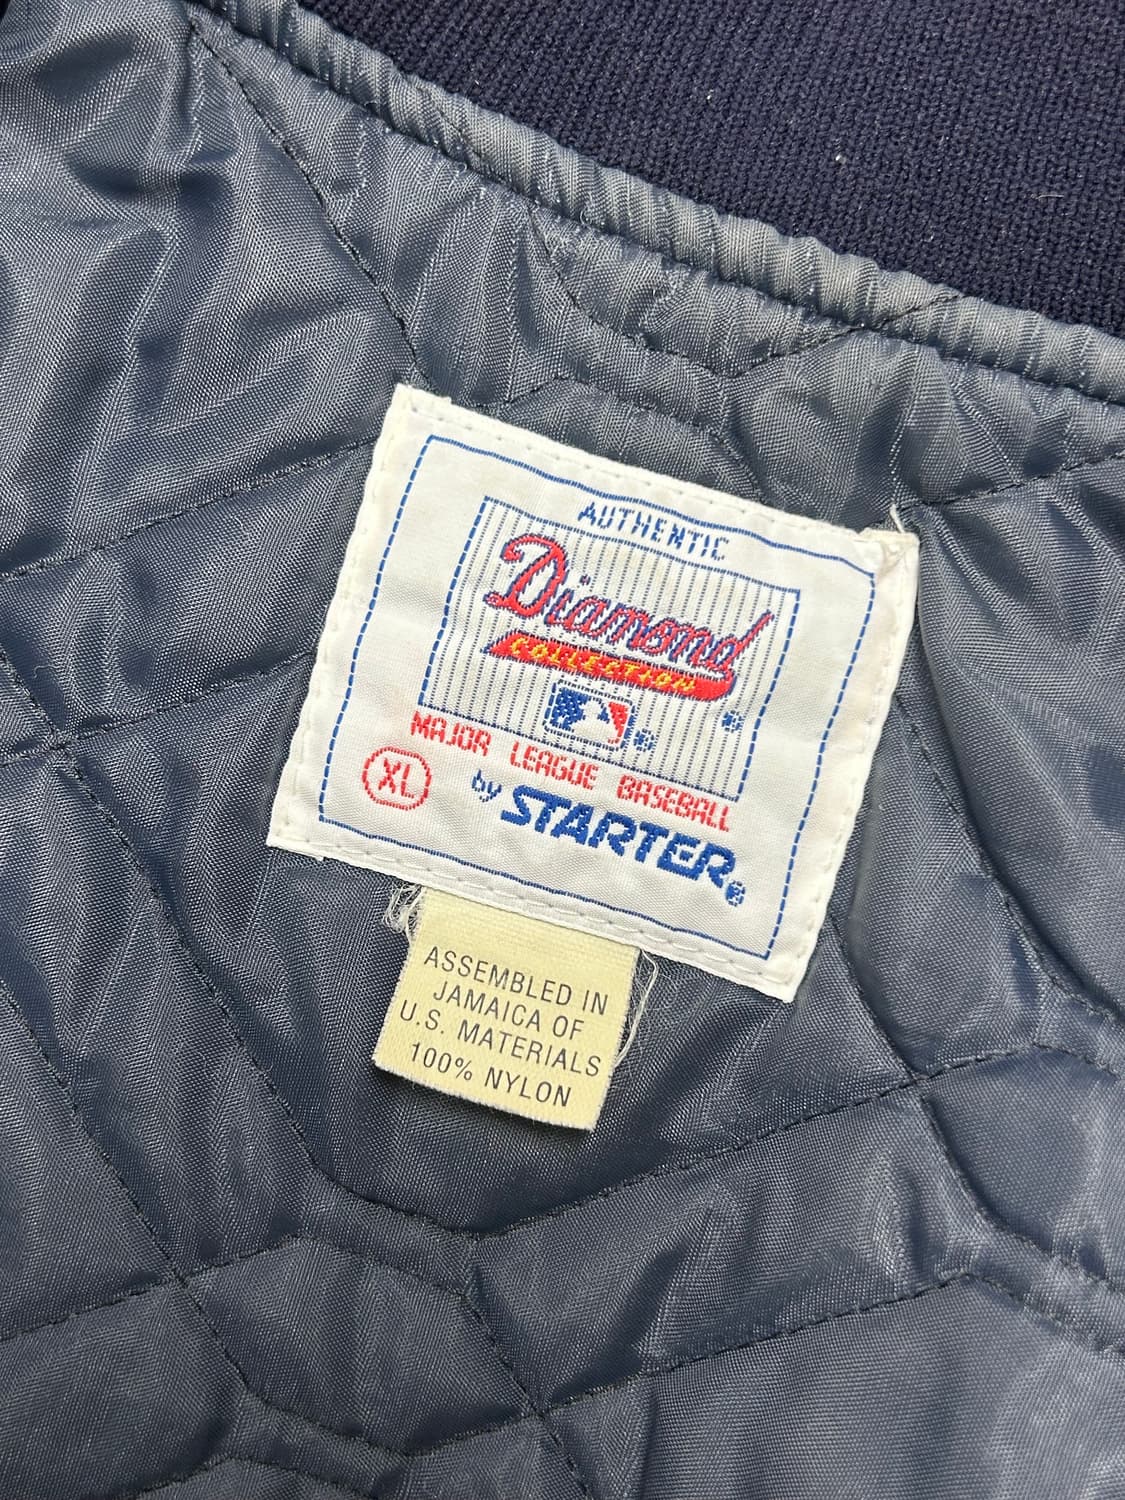 AUTHENTIC
Diamond
COLLECTION
®
®
MAJOR LEAGUE BASEBALL
XL
by STARTER®
ASSEMBLED IN
JAMAICA OF
U.S. MATERIALS
100% NYLON